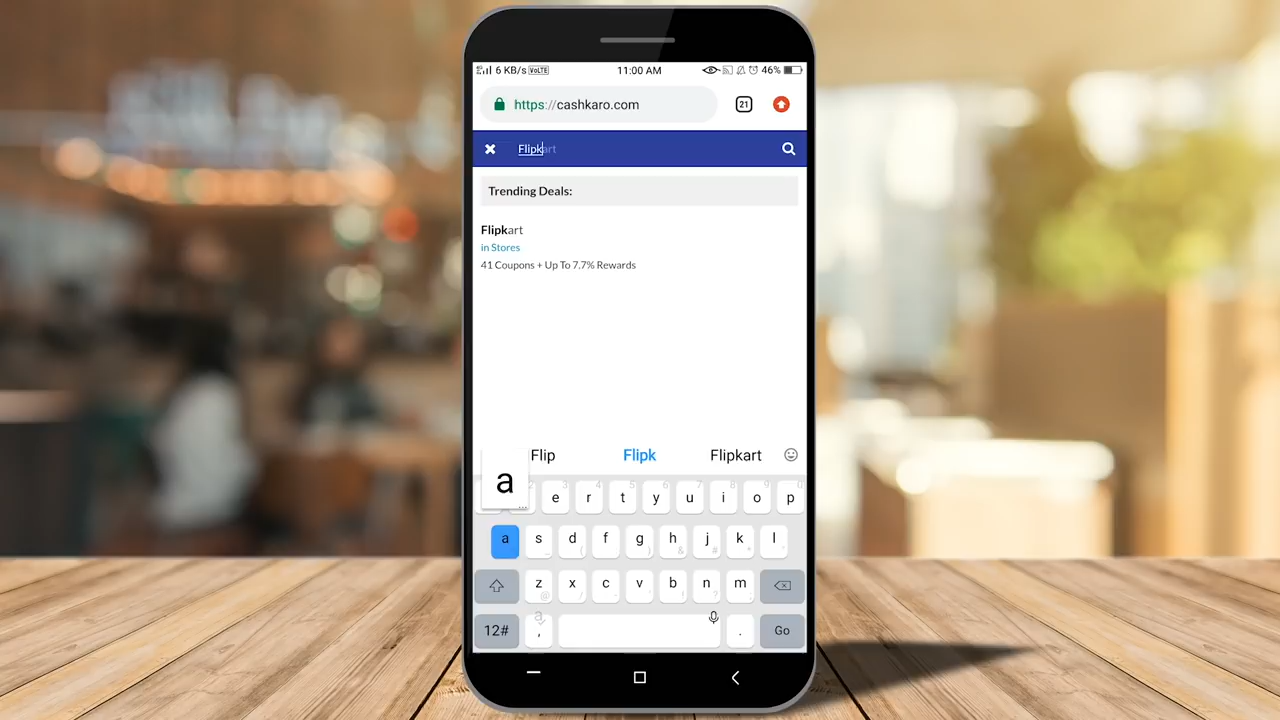 6 KB/s VoLTE 11:00 AM 46%
https://cashkaro.com 21
Flipkart
Trending Deals:
Flipkart
in Stores
41 Coupons + Up To 7.7% Rewards
Flip Flipk Flipkart
a
e r t y u i o p
a s d f g h j k l
z x c v b n m
12# , . Go